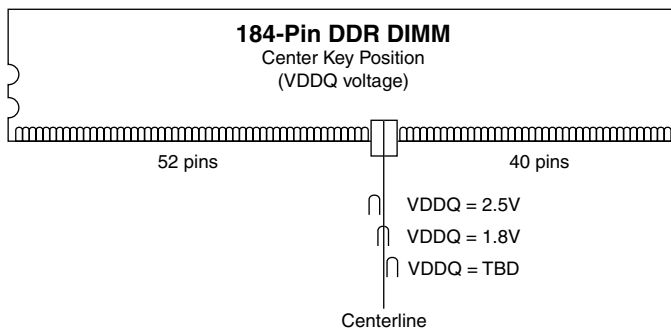 184-Pin DDR DIMM
Center Key Position
(VDDQ voltage)
52 pins
40 pins
VDDQ = 2.5V
VDDQ = 1.8V
VDDQ = TBD
Centerline